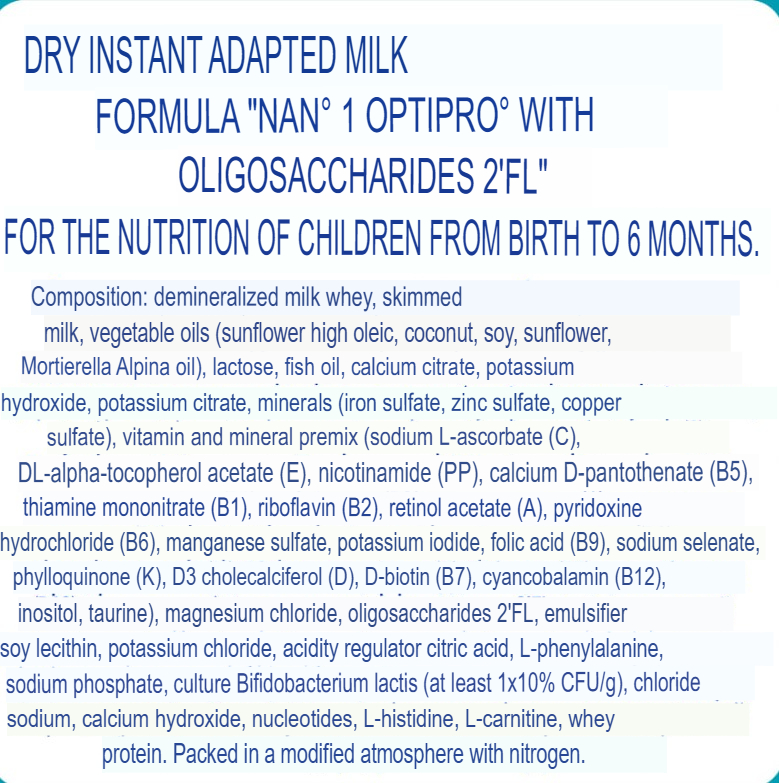 DRY INSTANT ADAPTED MILK
FORMULA "NAN° 1 OPTIPRO° WITH
OLIGOSACCHARIDES 2'FL"
FOR THE NUTRITION OF CHILDREN FROM BIRTH TO 6 MONTHS.
Composition: demineralized milk whey, skimmed
milk, vegetable oils (sunflower high oleic, coconut, soy, sunflower,
Mortierella Alpina oil), lactose, fish oil, calcium citrate, potassium
hydroxide, potassium citrate, minerals (iron sulfate, zinc sulfate, copper
sulfate), vitamin and mineral premix (sodium L-ascorbate (C),
DL-alpha-tocopherol acetate (E), nicotinamide (PP), calcium D-pantothenate (B5),
thiamine mononitrate (B1), riboflavin (B2), retinol acetate (A), pyridoxine
hydrochloride (B6), manganese sulfate, potassium iodide, folic acid (B9), sodium selenate,
phylloquinone (K), D3 cholecalciferol (D), D-biotin (B7), cyancobalamin (B12),
inositol, taurine), magnesium chloride, oligosaccharides 2'FL, emulsifier
soy lecithin, potassium chloride, acidity regulator citric acid, L-phenylalanine,
sodium phosphate, culture Bifidobacterium lactis (at least 1x10% CFU/g), chloride
sodium, calcium hydroxide, nucleotides, L-histidine, L-carnitine, whey
protein. Packed in a modified atmosphere with nitrogen.